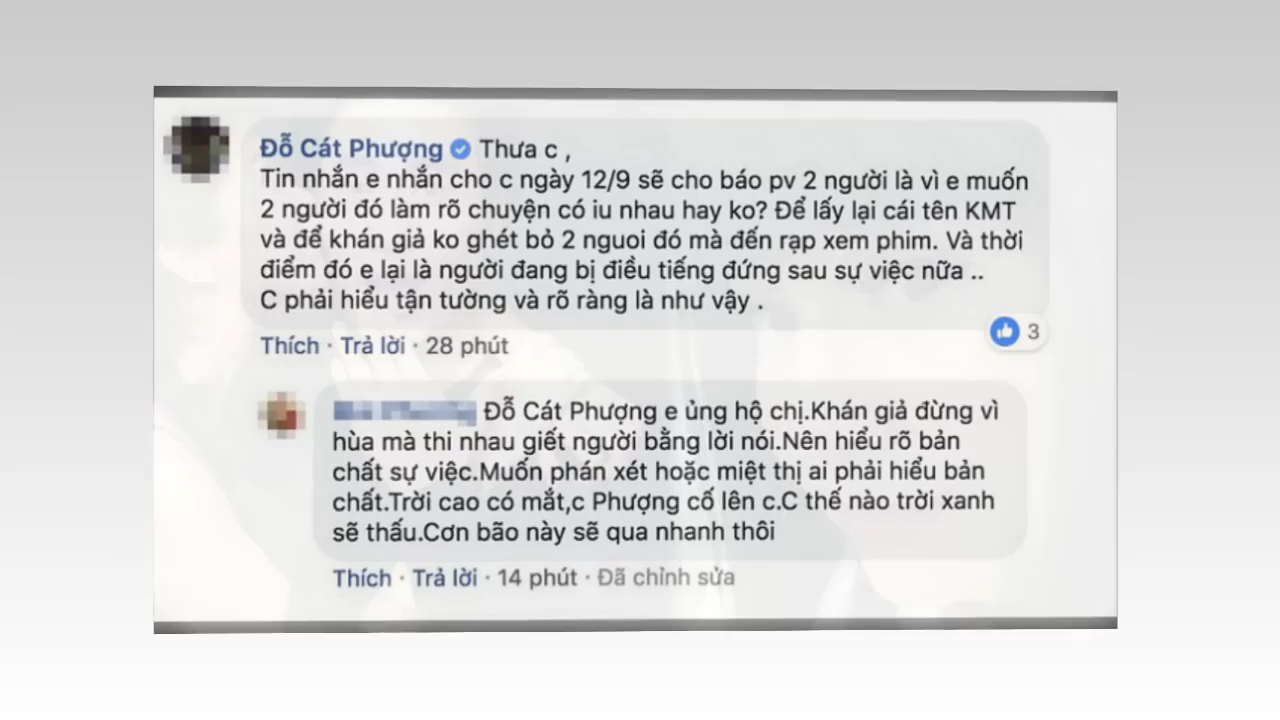 Đỗ Cát Phượng Thưa c ,
Tin nhắn e nhắn cho c ngày 12/9 sẽ cho báo pv 2 người là vì e muốn
2 người đó làm rõ chuyện có iu nhau hay ko? Để lấy lại cái tên KMT
và để khán giả ko ghét bỏ 2 nguoi đó mà đến rạp xem phim. Và thời
điểm đó e lại là người đang bị điều tiếng đứng sau sự việc nữa ..
C phải hiểu tận tường và rõ ràng là như vậy .
3
Thích · Trả lời · 28 phút
Đỗ Cát Phượng e ủng hộ chị.Khán giả đừng vì
hùa mà thi nhau giết người bằng lời nói.Nên hiểu rõ bản
chất sự việc.Muốn phán xét hoặc miệt thị ai phải hiểu bản
chất.Trời cao có mắt,c Phượng cố lên c.C thế nào trời xanh
sẽ thấu.Cơn bão này sẽ qua nhanh thôi
Thích · Trả lời · 14 phút · Đã chỉnh sửa